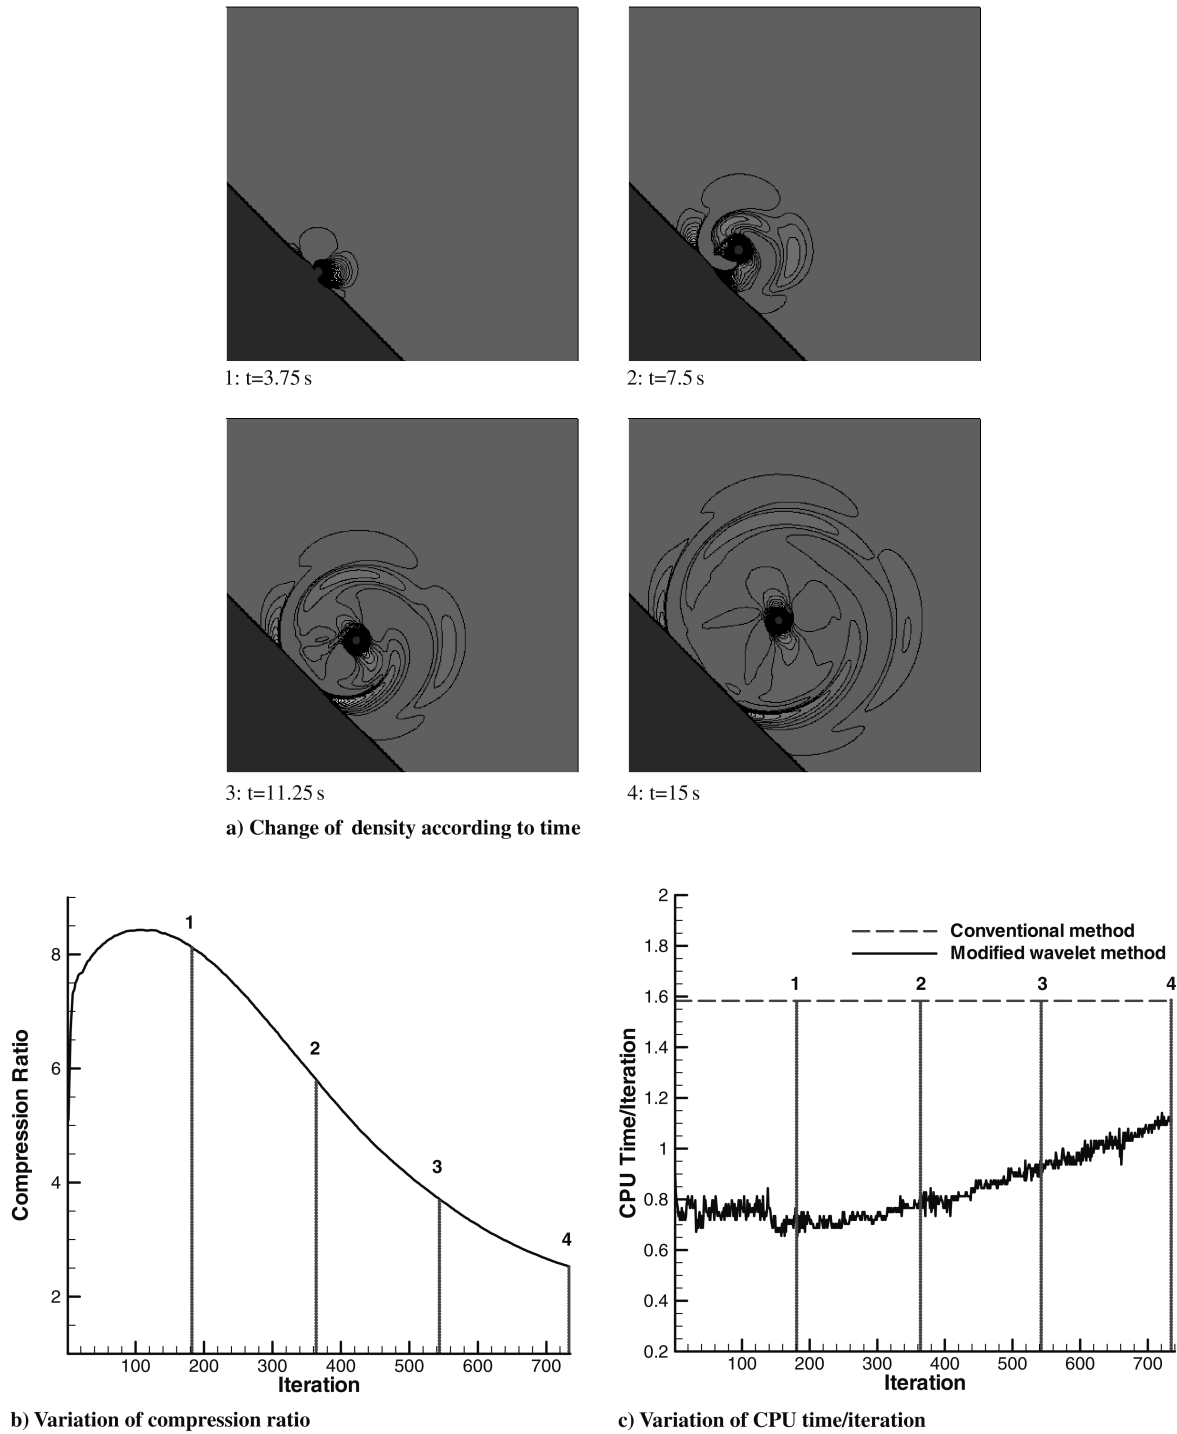 1: t=3.75 s
2: t=7.5 s
3: t=11.25 s
4: t=15 s
a) Change of density according to time
Compression Ratio
8
6
4
2
1
2
3
4
100 200 300 400 500 600 700
Iteration
b) Variation of compression ratio
CPU Time/Iteration
2
1.8
1.6
1.4
1.2
1
0.8
0.6
0.4
0.2
Conventional method
Modified wavelet method
1 2 3 4
100 200 300 400 500 600 700
Iteration
c) Variation of CPU time/iteration